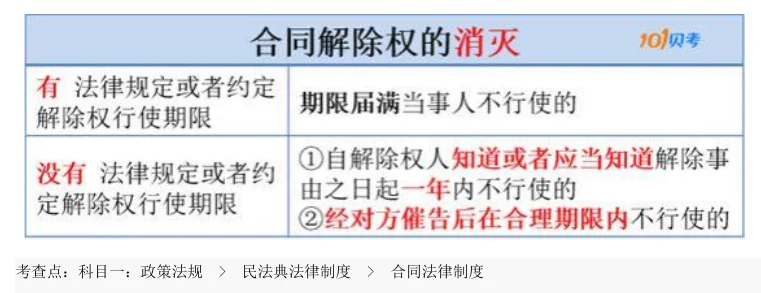 合同解除权的消灭
101贝考
有 法律规定或者约定
解除权行使期限
期限届满当事人不行使的
没有 法律规定或者约
定解除权行使期限
①自解除权人知道或者应当知道解除事
由之日起一年内不行使的
②经对方催告后在合理期限内不行使的
考查点：科目一：政策法规 > 民法典法律制度 > 合同法律制度